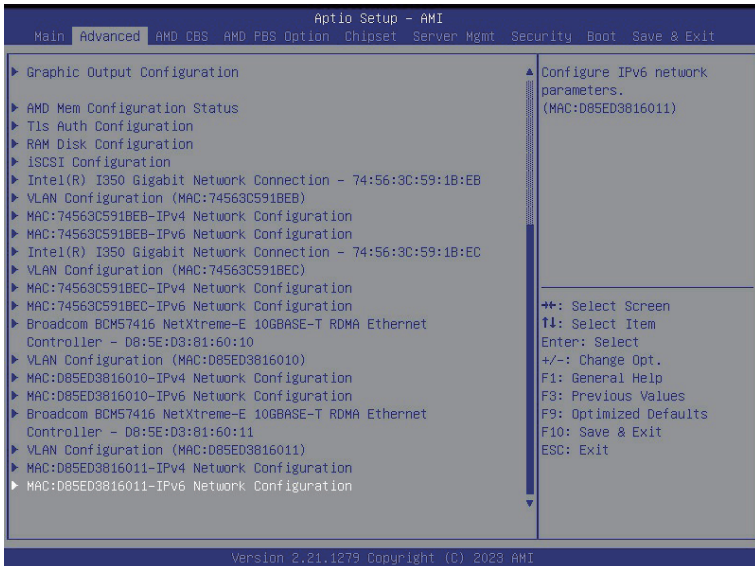 Aptio Setup – AMI
Main Advanced AMD CBS AMD PBS Option Chipset Server Mgmt Security Boot Save & Exit
▶ Graphic Output Configuration
▶ AMD Mem Configuration Status
▶ Tls Auth Configuration
▶ RAM Disk Configuration
▶ iSCSI Configuration
▶ Intel(R) I350 Gigabit Network Connection – 74:56:3C:59:1B:EB
▶ VLAN Configuration (MAC:74563C591BEB)
▶ MAC:74563C591BEB-IPv4 Network Configuration
▶ MAC:74563C591BEB-IPv6 Network Configuration
▶ Intel(R) I350 Gigabit Network Connection – 74:56:3C:59:1B:EC
▶ VLAN Configuration (MAC:74563C591BEC)
▶ MAC:74563C591BEC-IPv4 Network Configuration
▶ MAC:74563C591BEC-IPv6 Network Configuration
▶ Broadcom BCM57416 NetXtreme-E 10GBASE-T RDMA Ethernet
Controller – D8:5E:D3:81:60:10
▶ VLAN Configuration (MAC:D85ED3816010)
▶ MAC:D85ED3816010-IPv4 Network Configuration
▶ MAC:D85ED3816010-IPv6 Network Configuration
▶ Broadcom BCM57416 NetXtreme-E 10GBASE-T RDMA Ethernet
Controller – D8:5E:D3:81:60:11
▶ VLAN Configuration (MAC:D85ED3816011)
▶ MAC:D85ED3816011-IPv4 Network Configuration
▶ MAC:D85ED3816011-IPv6 Network Configuration
Configure IPv6 network
parameters.
(MAC:D85ED3816011)
→←: Select Screen
↑↓: Select Item
Enter: Select
+/-: Change Opt.
F1: General Help
F3: Previous Values
F9: Optimized Defaults
F10: Save & Exit
ESC: Exit
Version 2.21.1279 Copyright (C) 2023 AMI